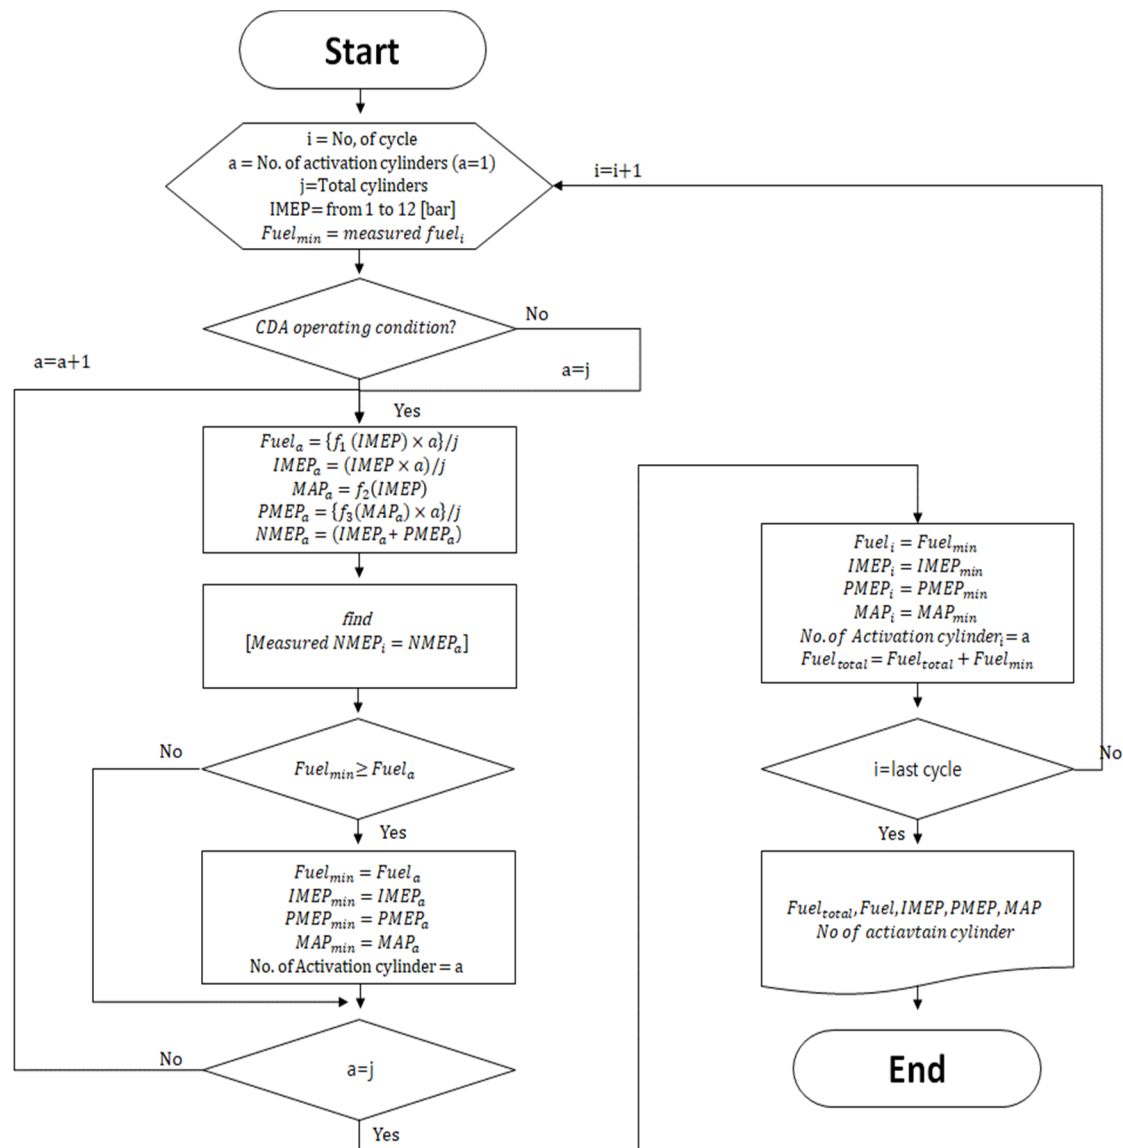 Start
i = No, of cycle
a = No. of activation cylinders (a=1)
j=Total cylinders
IMEP= from 1 to 12 [bar]
Fuel_min = measured fuel_i
i=i+1
CDA operating condition?
No
a=j
a=a+1
Yes
Fuel_a = {f_1 (IMEP) × a}/j
IMEP_a = (IMEP × a)/j
MAP_a = f_2(IMEP)
PMEP_a = {f_3(MAP_a) × a}/j
NMEP_a = (IMEP_a + PMEP_a)
find
[Measured NMEP_i = NMEP_a]
No
Fuel_min ≥ Fuel_a
Yes
Fuel_min = Fuel_a
IMEP_min = IMEP_a
PMEP_min = PMEP_a
MAP_min = MAP_a
No. of Activation cylinder = a
No
a=j
Yes
Fuel_i = Fuel_min
IMEP_i = IMEP_min
PMEP_i = PMEP_min
MAP_i = MAP_min
No. of Activation cylinder_i = a
Fuel_total = Fuel_total + Fuel_min
i=last cycle
No
Yes
Fuel_total, Fuel, IMEP, PMEP, MAP
No of actiavtain cylinder
End